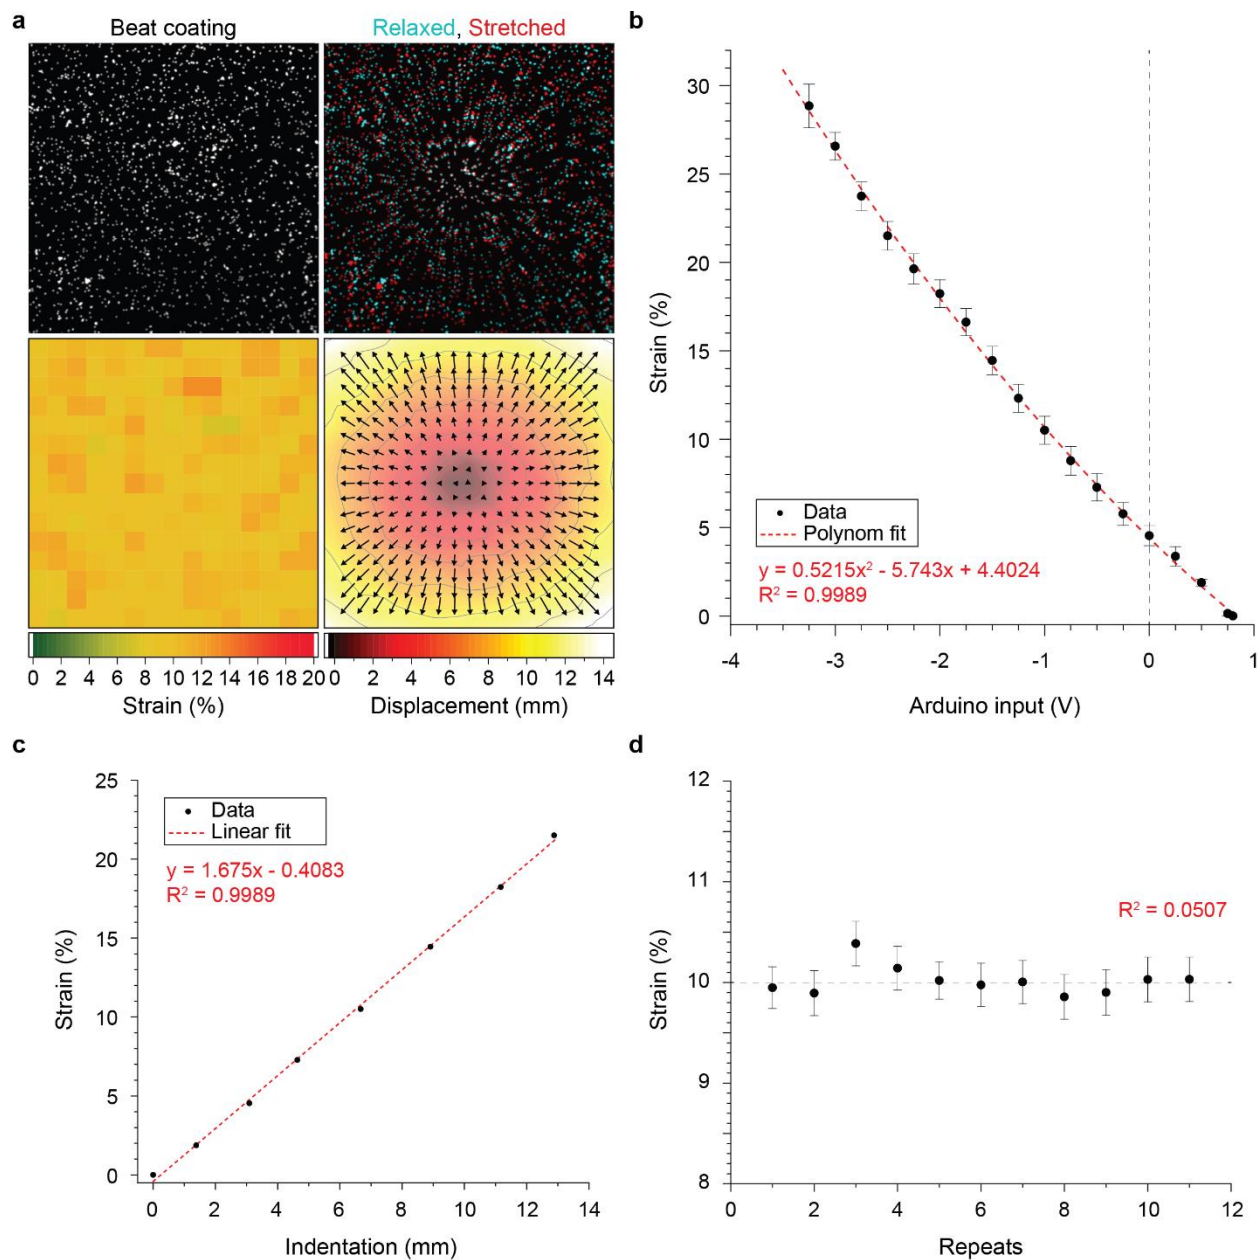 a
Beat coating
Relaxed, Stretched
0 2 4 6 8 10 12 14 16 18 20
Strain (%)
2 4 6 8 10 12 14
Displacement (mm)
b
30
25
20
15
10
5
0
Strain (%)
Data
Polynom fit
y = 0.5215x² - 5.743x + 4.4024
R² = 0.9989
-4 -3 -2 -1 0 1
Arduino input (V)
c
25
20
15
10
5
0
Strain (%)
Data
Linear fit
y = 1.675x - 0.4083
R² = 0.9989
0 2 4 6 8 10 12 14
Indentation (mm)
d
12
11
10
9
8
Strain (%)
R² = 0.0507
0 2 4 6 8 10 12
Repeats